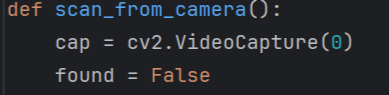 def scan_from_camera():
    cap = cv2.VideoCapture(0)
    found = False